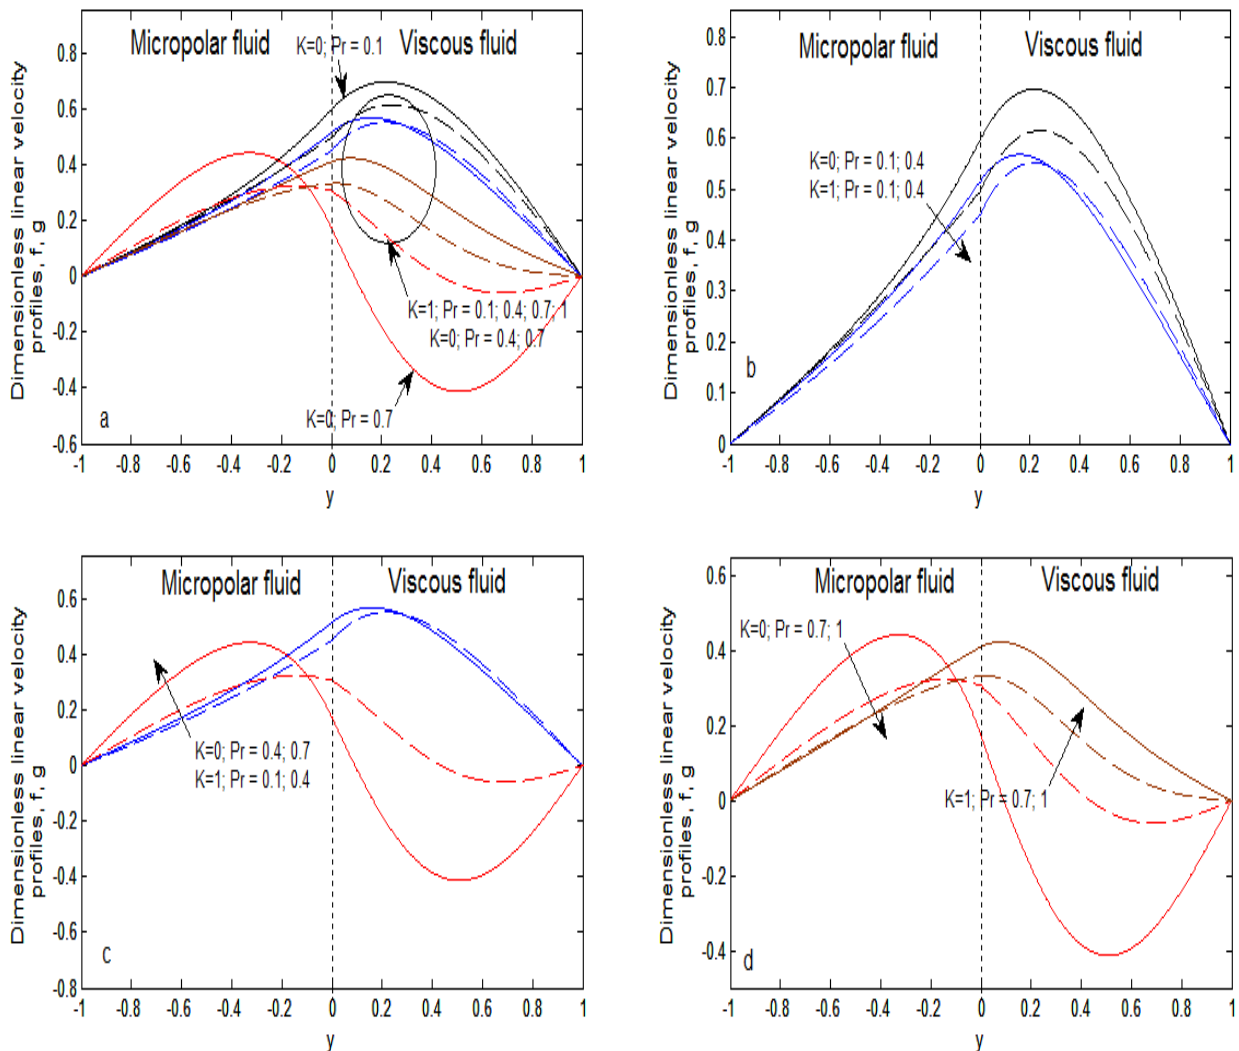 Micropolar fluid
Viscous fluid
K=0; Pr = 0.1
K=1; Pr = 0.1; 0.4; 0.7; 1
K=0; Pr = 0.4; 0.7
K=0; Pr = 0.7
a
0.8
0.6
0.4
0.2
0
-0.2
-0.4
-0.6
-1 -0.8 -0.6 -0.4 -0.2 0 0.2 0.4 0.6 0.8 1
y
Dimensionless linear velocity
profiles, f, g
Micropolar fluid
Viscous fluid
K=0; Pr = 0.1; 0.4
K=1; Pr = 0.1; 0.4
b
0.8
0.7
0.6
0.5
0.4
0.3
0.2
0.1
0
-1 -0.8 -0.6 -0.4 -0.2 0 0.2 0.4 0.6 0.8 1
y
Dimensionless linear velocity
profiles, f, g
Micropolar fluid
Viscous fluid
K=0; Pr = 0.4; 0.7
K=1; Pr = 0.1; 0.4
c
0.6
0.4
0.2
0
-0.2
-0.4
-0.6
-0.8
-1 -0.8 -0.6 -0.4 -0.2 0 0.2 0.4 0.6 0.8 1
y
Dimensionless linear velocity
profiles, f, g
Micropolar fluid
Viscous fluid
K=0; Pr = 0.7; 1
K=1; Pr = 0.7; 1
d
0.6
0.4
0.2
0
-0.2
-0.4
-1 -0.8 -0.6 -0.4 -0.2 0 0.2 0.4 0.6 0.8 1
y
Dimensionless linear velocity
profiles, f, g